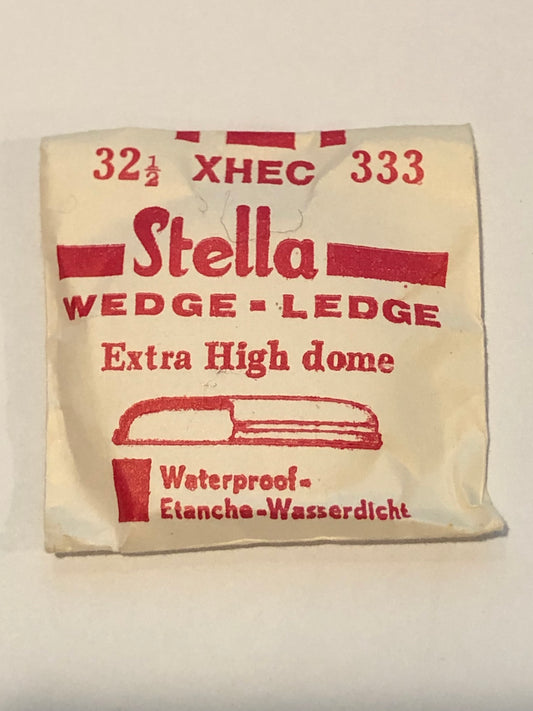 32½ XHEC 333
Stella
WEDGE - LEDGE
Extra High dome
Waterproof-
Etanche-Wasserdicht